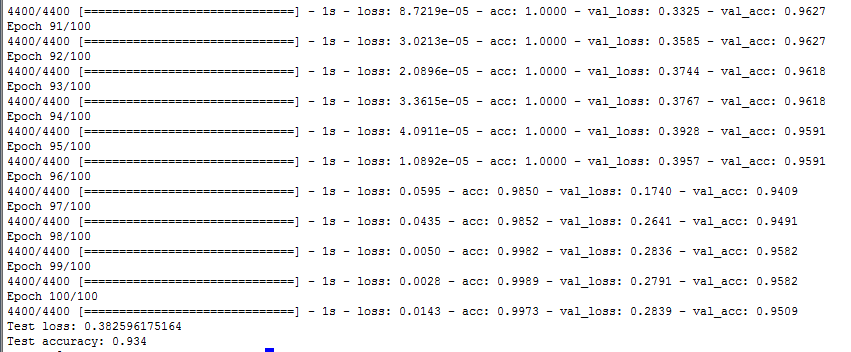 4400/4400 [==============================] - 1s - loss: 8.7219e-05 - acc: 1.0000 - val_loss: 0.3325 - val_acc: 0.9627
Epoch 91/100
4400/4400 [==============================] - 1s - loss: 3.0213e-05 - acc: 1.0000 - val_loss: 0.3585 - val_acc: 0.9627
Epoch 92/100
4400/4400 [==============================] - 1s - loss: 2.0896e-05 - acc: 1.0000 - val_loss: 0.3744 - val_acc: 0.9618
Epoch 93/100
4400/4400 [==============================] - 1s - loss: 3.3615e-05 - acc: 1.0000 - val_loss: 0.3767 - val_acc: 0.9618
Epoch 94/100
4400/4400 [==============================] - 1s - loss: 4.0911e-05 - acc: 1.0000 - val_loss: 0.3928 - val_acc: 0.9591
Epoch 95/100
4400/4400 [==============================] - 1s - loss: 1.0892e-05 - acc: 1.0000 - val_loss: 0.3957 - val_acc: 0.9591
Epoch 96/100
4400/4400 [==============================] - 1s - loss: 0.0595 - acc: 0.9850 - val_loss: 0.1740 - val_acc: 0.9409
Epoch 97/100
4400/4400 [==============================] - 1s - loss: 0.0435 - acc: 0.9852 - val_loss: 0.2641 - val_acc: 0.9491
Epoch 98/100
4400/4400 [==============================] - 1s - loss: 0.0050 - acc: 0.9982 - val_loss: 0.2836 - val_acc: 0.9582
Epoch 99/100
4400/4400 [==============================] - 1s - loss: 0.0028 - acc: 0.9989 - val_loss: 0.2791 - val_acc: 0.9582
Epoch 100/100
4400/4400 [==============================] - 1s - loss: 0.0143 - acc: 0.9973 - val_loss: 0.2839 - val_acc: 0.9509
Test loss: 0.382596175164
Test accuracy: 0.934